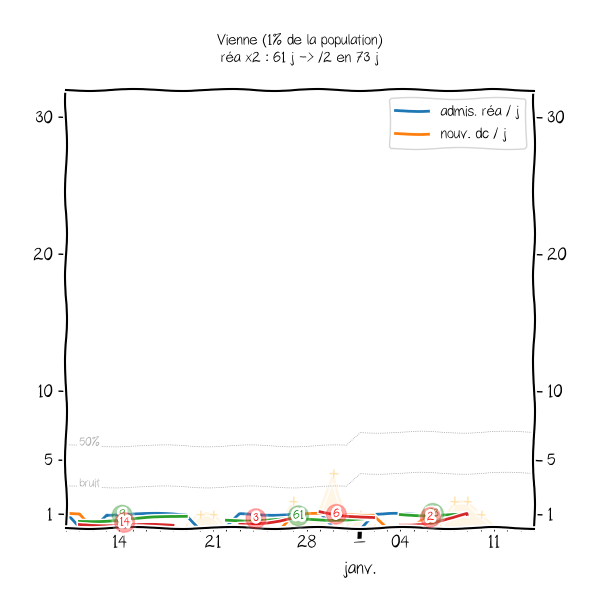 Vienne (1% de la population)
réa x2 : 61 j -> /2 en 73 j
admis. réa / j
nouv. dc / j
30 30
20 20
10 10
5 5
50%
bruit
1 1
9 14 3 61 6 2
14 21 28 04 11
janv.